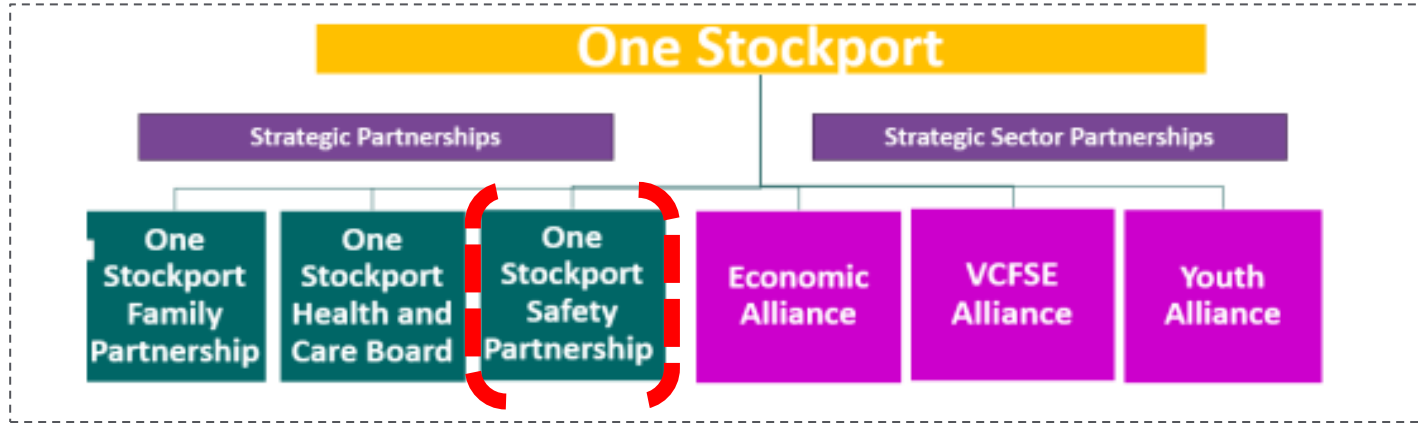 One Stockport
Strategic Partnerships
Strategic Sector Partnerships
One
Stockport
Family
Partnership
One
Stockport
Health and
Care Board
One
Stockport
Safety
Partnership
Economic
Alliance
VCFSE
Alliance
Youth
Alliance